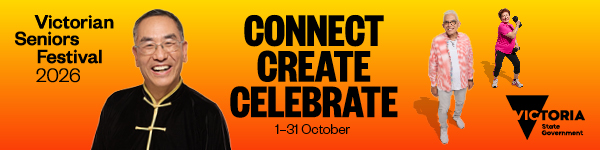 Victorian
Seniors
Festival
2026
CONNECT
CREATE
CELEBRATE
1–31 October
VICTORIA
State
Government